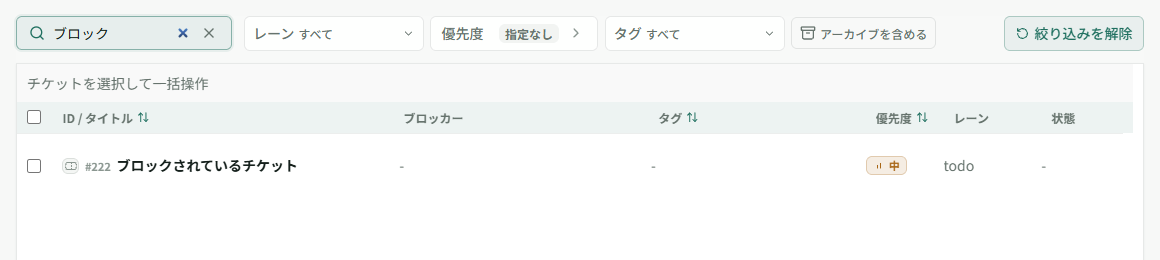 ブロック レーン すべて 優先度 指定なし タグ すべて アーカイブを含める 絞り込みを解除
チケットを選択して一括操作
ID / タイトル ブロッカー タグ 優先度 レーン 状態
#222 ブロックされているチケット - - 中 todo -